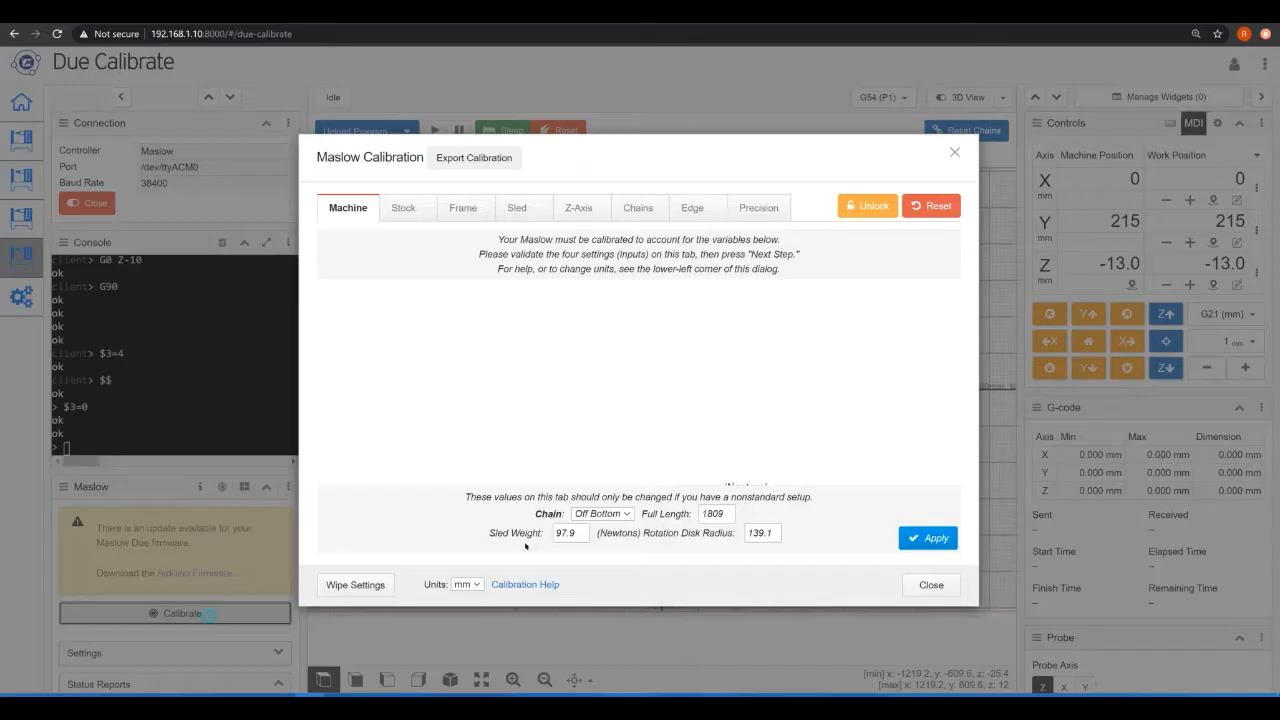 Not secure 192.168.1.10:8000/#/due-calibrate
R
Due Calibrate
Connection
Controller Maslow
Port /dev/ttyACM0
Baud Rate 38400
Close
Console
client> G0 Z-10
ok
client> G90
ok
ok
ok
ok
client> $3=4
ok
client> $$
ok
> $3=0
ok
ok
>
Maslow
There is an update available for your
Maslow Due firmware.
Download the Arduino Firmware.
Calibrate
Settings
Status Reports
Idle
G54 (P1)
3D View
Upload Program
Sleep
Reset
Reset Chains
Maslow Calibration
Export Calibration
Machine
Stock
Frame
Sled
Z-Axis
Chains
Edge
Precision
Unlock
Reset
Your Maslow must be calibrated to account for the variables below.
Please validate the four settings (inputs) on this tab, then press "Next Step."
For help, or to change units, see the lower-left corner of this dialog.
These values on this tab should only be changed if you have a nonstandard setup.
Chain: Off Bottom Full Length: 1809
Sled Weight: 97.9 (Newtons) Rotation Disk Radius: 139.1
Apply
Wipe Settings
Units: mm
Calibration Help
Close
[min] x: -1219.2, y: -609.6, z: -25.4
[max] x: 1219.2, y: 609.6, z: 12
Manage Widgets (0)
Controls
MDI
Axis Machine Position Work Position
X mm 0 0
Y mm 215 215
Z mm -13.0 -13.0
Y↑
Z↑
G21 (mm)
←X
X→
1 mm
Y↓
Z↓
G-code
Axis Min Max Dimension
X 0.000 mm 0.000 mm 0.000 mm
Y 0.000 mm 0.000 mm 0.000 mm
Z 0.000 mm 0.000 mm 0.000 mm
Sent Received
– –
Start Time Elapsed Time
– –
Finish Time Remaining Time
– –
Probe
Probe Axis
Z X Y